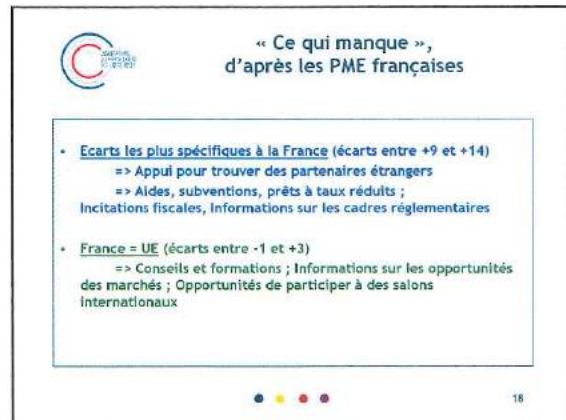 « Ce qui manque »,
d'après les PME françaises
• Ecarts les plus spécifiques à la France (écarts entre +9 et +14)
=> Appui pour trouver des partenaires étrangers
=> Aides, subventions, prêts à taux réduits ;
Incitations fiscales, Informations sur les cadres réglementaires
• France = UE (écarts entre -1 et +3)
=> Conseils et formations ; Informations sur les opportunités
des marchés ; Opportunités de participer à des salons
internationaux
18